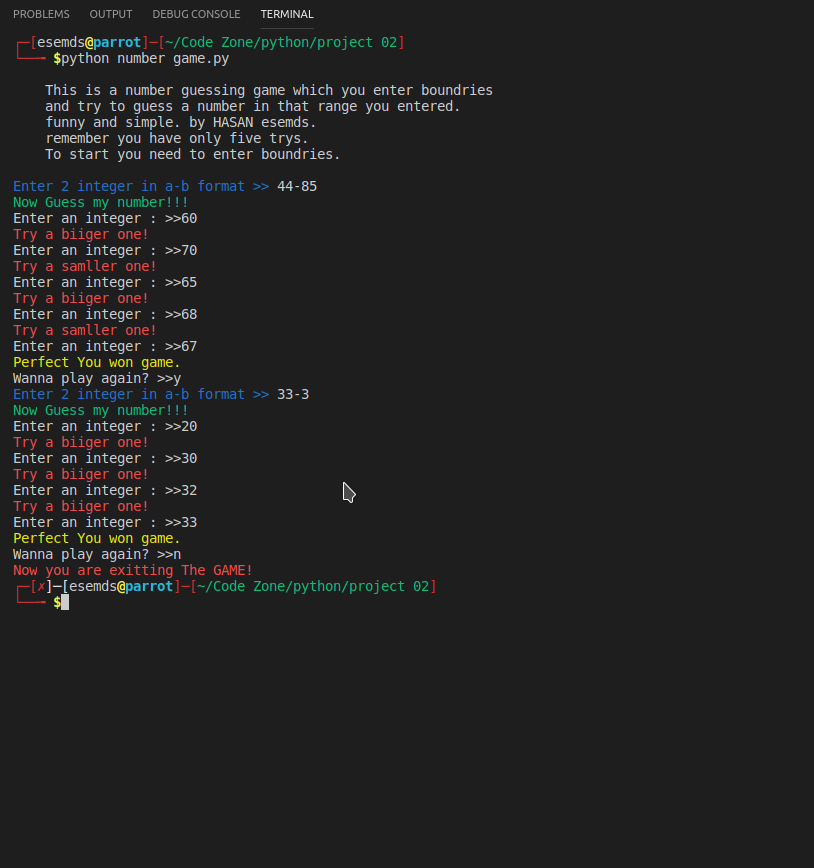 PROBLEMS OUTPUT DEBUG CONSOLE TERMINAL
┌─[esemds@parrot]─[~/Code Zone/python/project 02]
└──╼ $python number game.py
This is a number guessing game which you enter boundries
and try to guess a number in that range you entered.
funny and simple. by HASAN esemds.
remember you have only five trys.
To start you need to enter boundries.
Enter 2 integer in a-b format >> 44-85
Now Guess my number!!!
Enter an integer : >>60
Try a biiger one!
Enter an integer : >>70
Try a samller one!
Enter an integer : >>65
Try a biiger one!
Enter an integer : >>68
Try a samller one!
Enter an integer : >>67
Perfect You won game.
Wanna play again? >>y
Enter 2 integer in a-b format >> 33-3
Now Guess my number!!!
Enter an integer : >>20
Try a biiger one!
Enter an integer : >>30
Try a biiger one!
Enter an integer : >>32
Try a biiger one!
Enter an integer : >>33
Perfect You won game.
Wanna play again? >>n
Now you are exitting The GAME!
┌─[✗]─[esemds@parrot]─[~/Code Zone/python/project 02]
└──╼ $